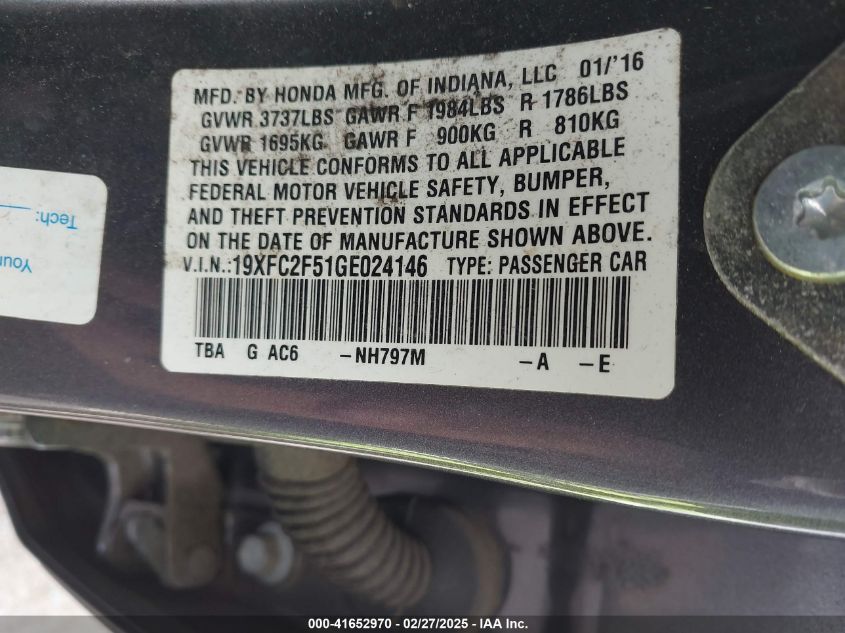 MFD. BY HONDA MFG. OF INDIANA, LLC 01/'16
GVWR 3737LBS GAWR F 1984LBS R 1786LBS
GVWR 1695KG GAWR F 900KG R 810KG
THIS VEHICLE CONFORMS TO ALL APPLICABLE
FEDERAL MOTOR VEHICLE SAFETY, BUMPER,
AND THEFT PREVENTION STANDARDS IN EFFECT
ON THE DATE OF MANUFACTURE SHOWN ABOVE.
V.I.N.:19XFC2F51GE024146 TYPE: PASSENGER CAR
TBA G AC6 -NH797M -A -E
Tech:
Your
000-41652970 | 02/27/2025 | - IAA Inc.